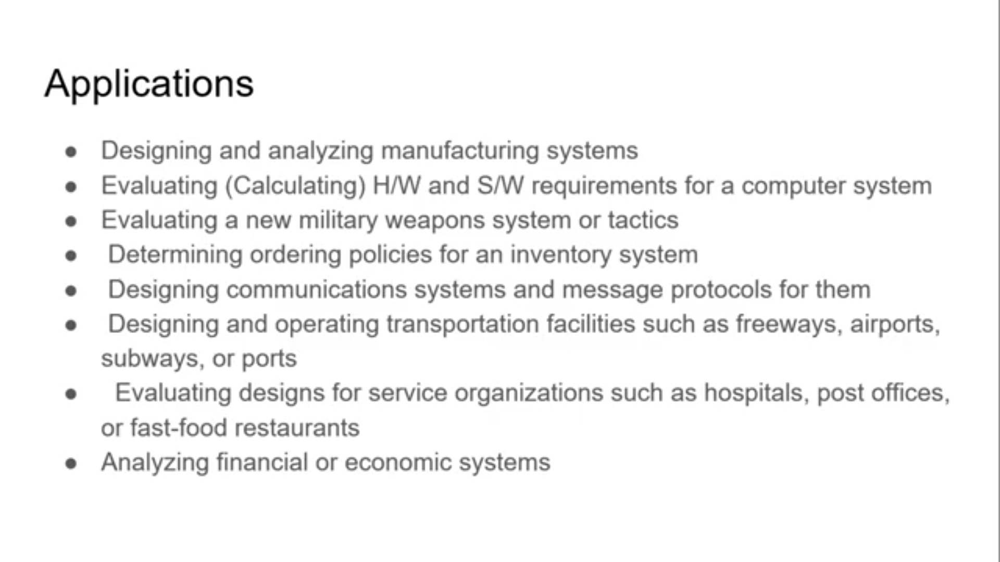 Applications
● Designing and analyzing manufacturing systems
● Evaluating (Calculating) H/W and S/W requirements for a computer system
● Evaluating a new military weapons system or tactics
● Determining ordering policies for an inventory system
● Designing communications systems and message protocols for them
● Designing and operating transportation facilities such as freeways, airports,
subways, or ports
● Evaluating designs for service organizations such as hospitals, post offices,
or fast-food restaurants
● Analyzing financial or economic systems